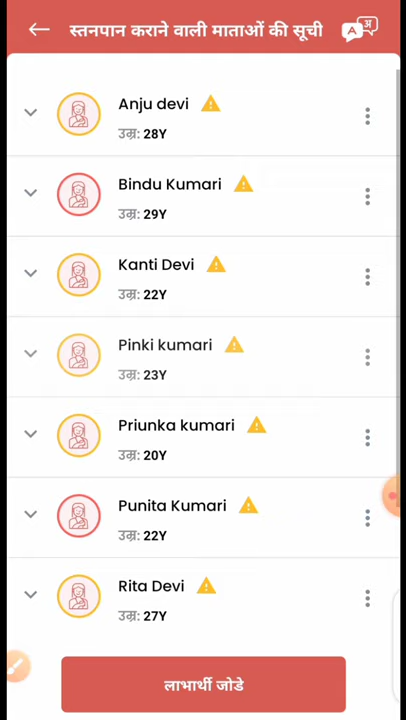 स्तनपान कराने वाली माताओं की सूची A अ
Anju devi
उम्र: 28Y
Bindu Kumari
उम्र: 29Y
Kanti Devi
उम्र: 22Y
Pinki kumari
उम्र: 23Y
Priunka kumari
उम्र: 20Y
Punita Kumari
उम्र: 22Y
Rita Devi
उम्र: 27Y
लाभार्थी जोडे